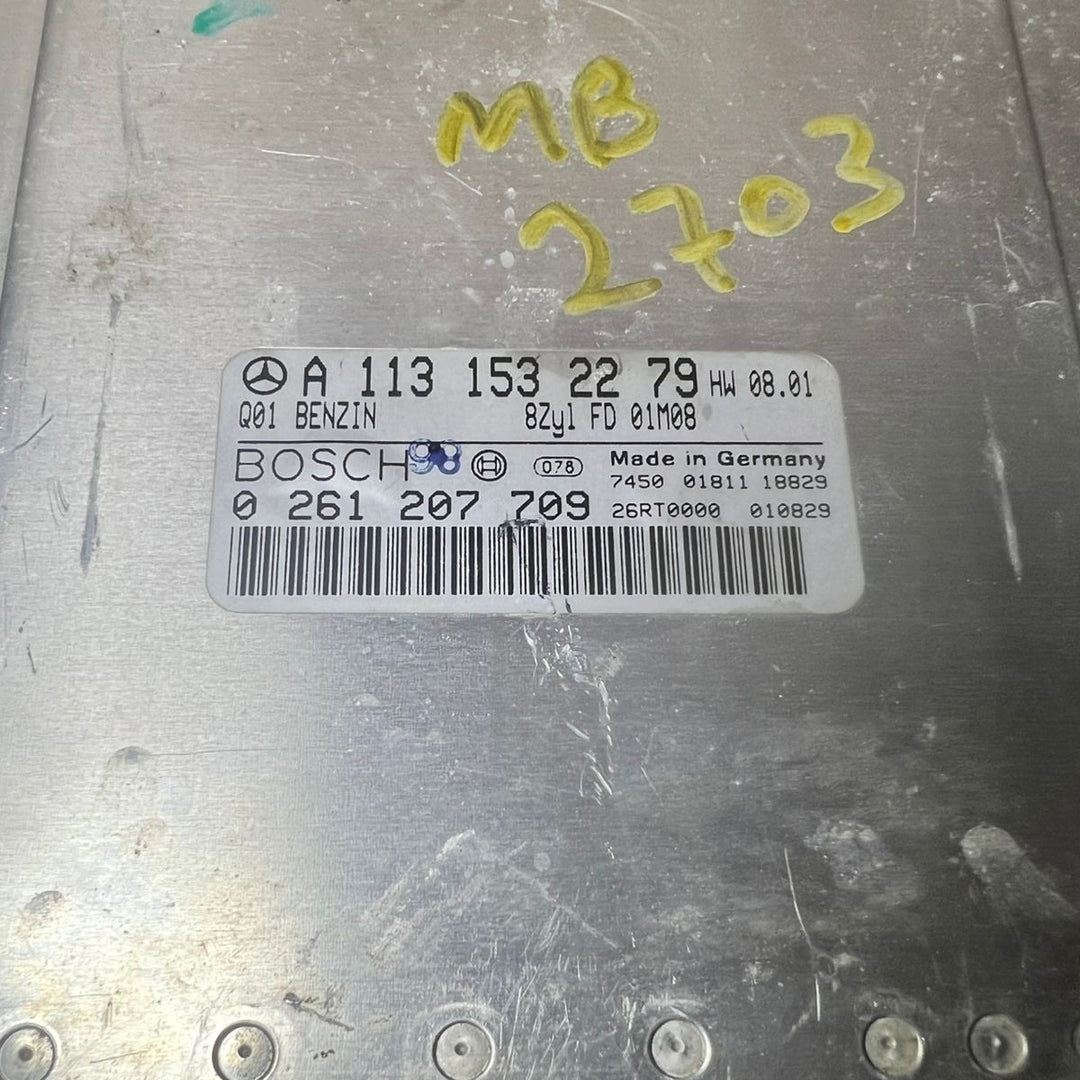 MB
2703
A 113 153 22 79 HW 08.01
Q01 BENZIN 8Zyl FD 01M08
BOSCH 98 078 Made in Germany
7450 01811 18829
0 261 207 709 26RT0000 010829